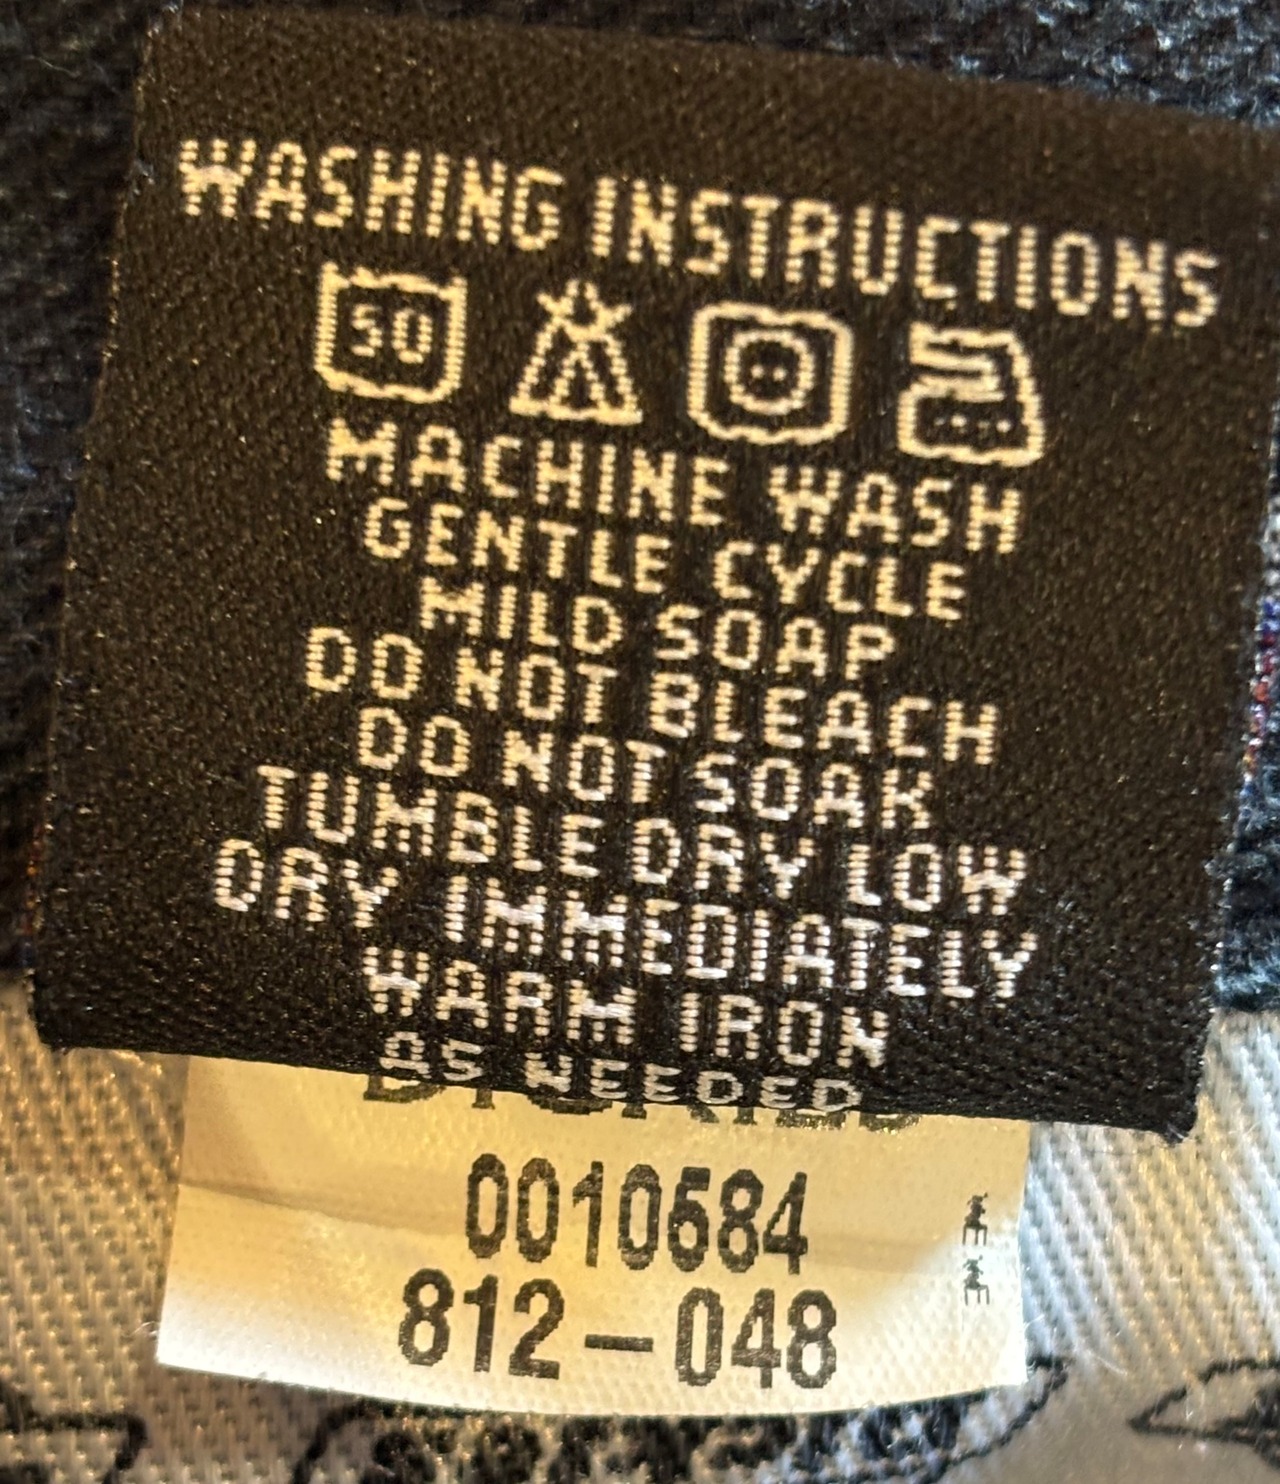 WASHING INSTRUCTIONS
50
MACHINE WASH
GENTLE CYCLE
MILD SOAP
DO NOT BLEACH
DO NOT SOAK
TUMBLE DRY LOW
DRY IMMEDIATELY
WARM IRON
AS NEEDED
0010684
812-048